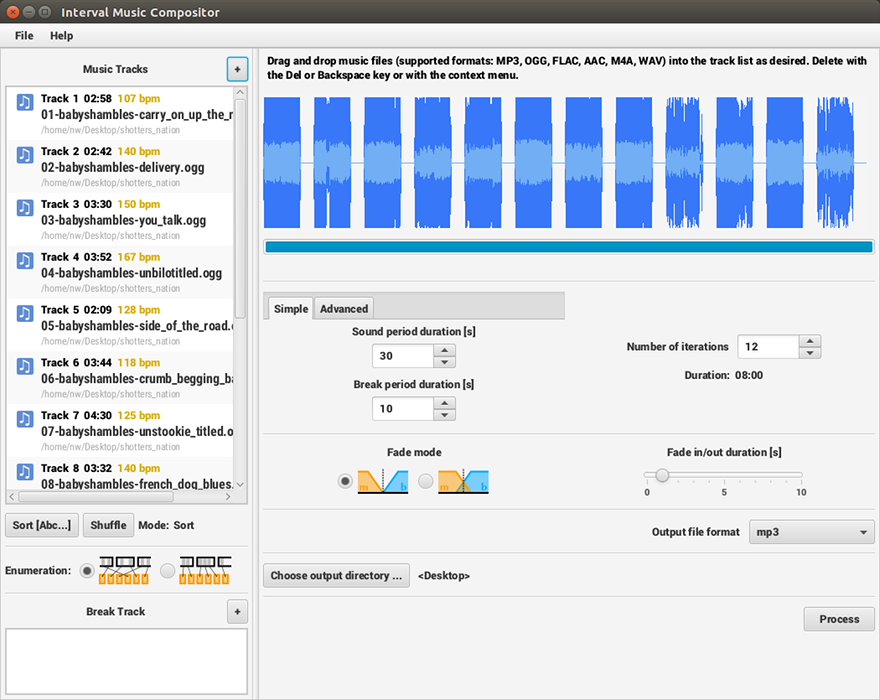 Interval Music Compositor
File Help
Music Tracks +
Track 1 02:58 107 bpm
01-babyshambles-carry_on_up_the_
/home/nw/Desktop/shotters_nation
Track 2 02:42 140 bpm
02-babyshambles-delivery.ogg
/home/nw/Desktop/shotters_nation
Track 3 03:30 150 bpm
03-babyshambles-you_talk.ogg
/home/nw/Desktop/shotters_nation
Track 4 03:52 167 bpm
04-babyshambles-unbilotitled.ogg
/home/nw/Desktop/shotters_nation
Track 5 02:09 128 bpm
05-babyshambles-side_of_the_road.
/home/nw/Desktop/shotters_nation
Track 6 03:44 118 bpm
06-babyshambles-crumb_begging_ba
/home/nw/Desktop/shotters_nation
Track 7 04:30 125 bpm
07-babyshambles-unstookie_titled.o
/home/nw/Desktop/shotters_nation
Track 8 03:32 140 bpm
08-babyshambles-french_dog_blues.
Sort [Abc...] Shuffle Mode: Sort
Enumeration:
Break Track +
Drag and drop music files (supported formats: MP3, OGG, FLAC, AAC, M4A, WAV) into the track list as desired. Delete with
the Del or Backspace key or with the context menu.
Simple Advanced
Sound period duration [s]
30
Break period duration [s]
10
Number of iterations 12
Duration: 08:00
Fade mode
m b m b
Fade in/out duration [s]
0 5 10
Output file format mp3
Choose output directory ... <Desktop>
Process